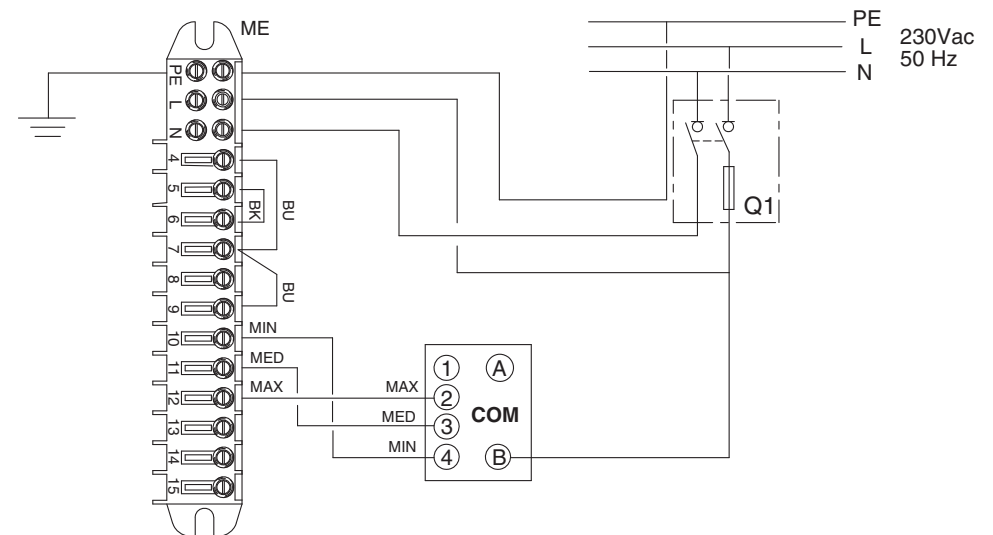 ME
PE
L
N
230Vac
50 Hz
PE
L
N
4
5
6
7
8
9
10
11
12
13
14
15
BK
BU
BU
Q1
MIN
MED
MAX
MAX
MED
MIN
1
2
3
4
A
COM
B